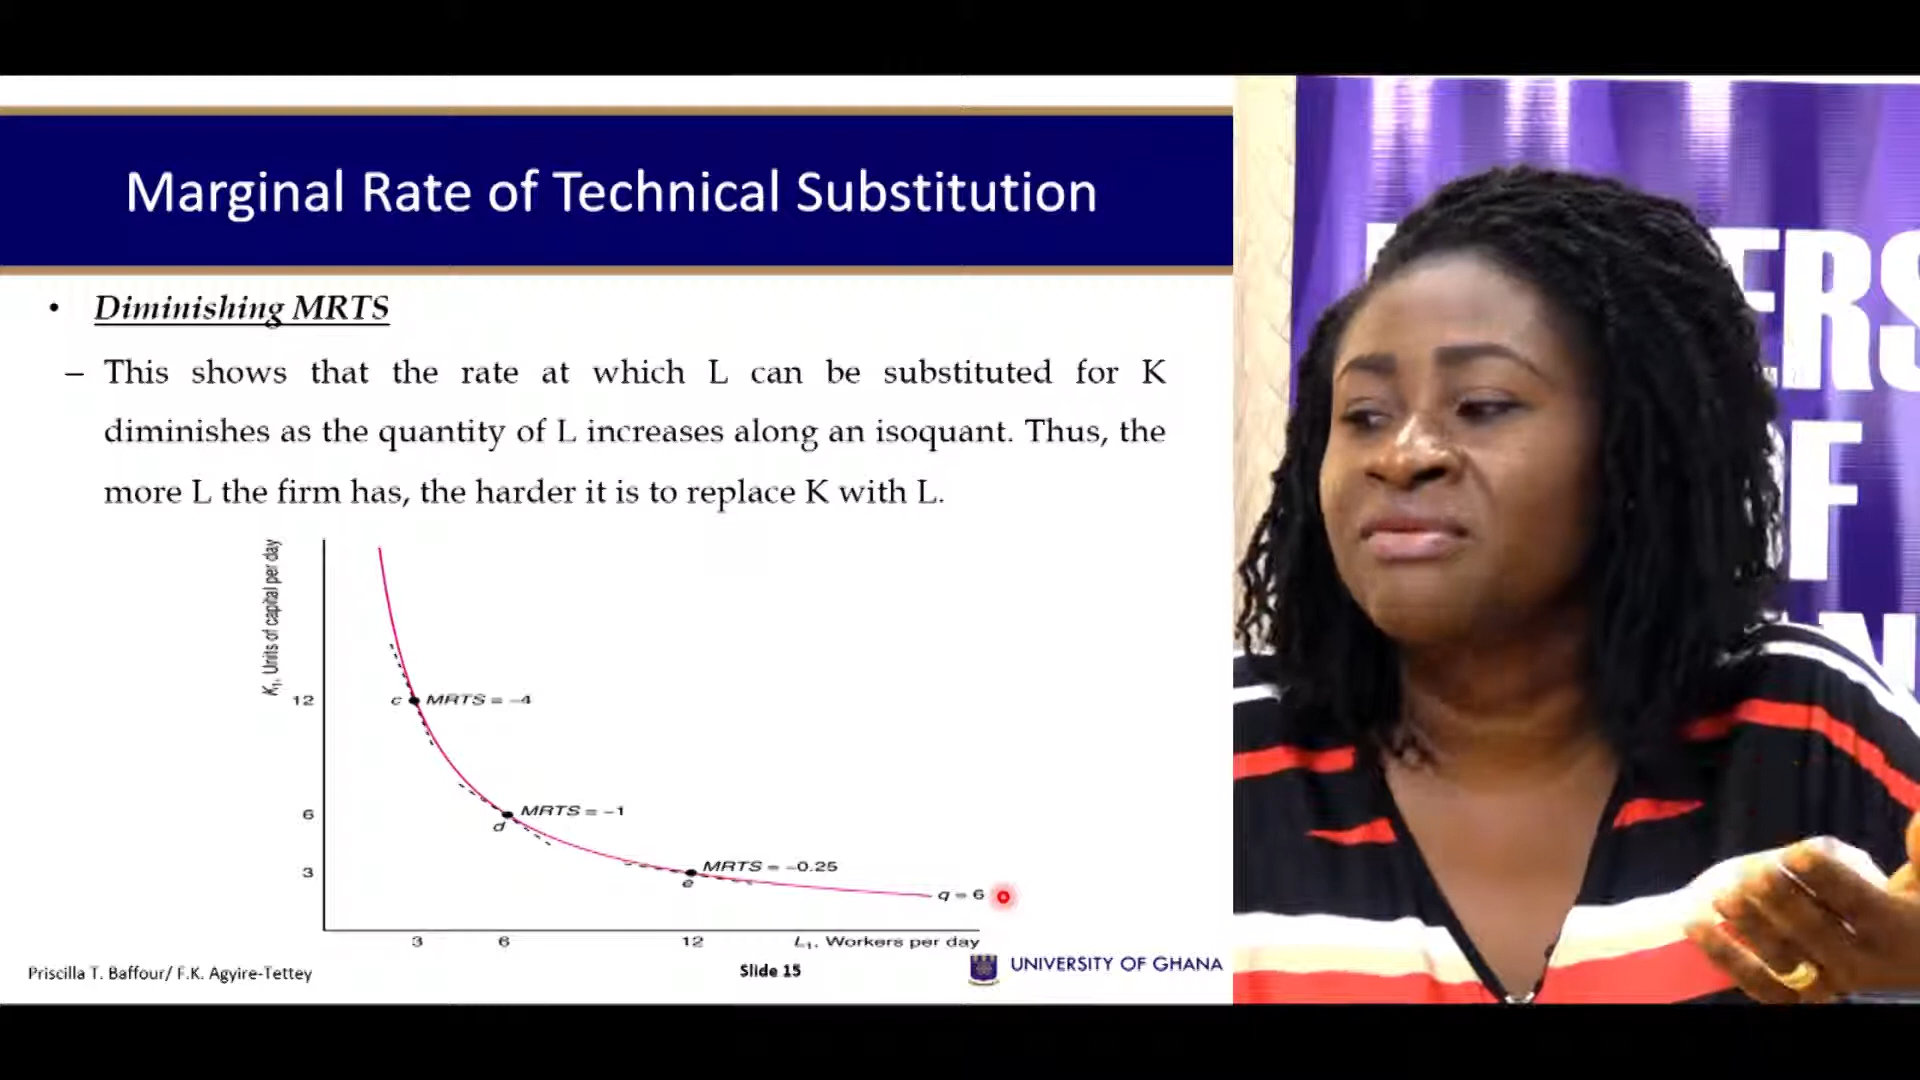 Marginal Rate of Technical Substitution
• Diminishing MRTS
– This shows that the rate at which L can be substituted for K
diminishes as the quantity of L increases along an isoquant. Thus, the
more L the firm has, the harder it is to replace K with L.
K₁, Units of capital per day
12
c
MRTS = –4
6
MRTS = –1
d
MRTS = –0.25
3
e
q = 6
3
6
12
L₁, Workers per day
Priscilla T. Baffour/ F.K. Agyire-Tettey
Slide 15
UNIVERSITY OF GHANA
ERS
OF